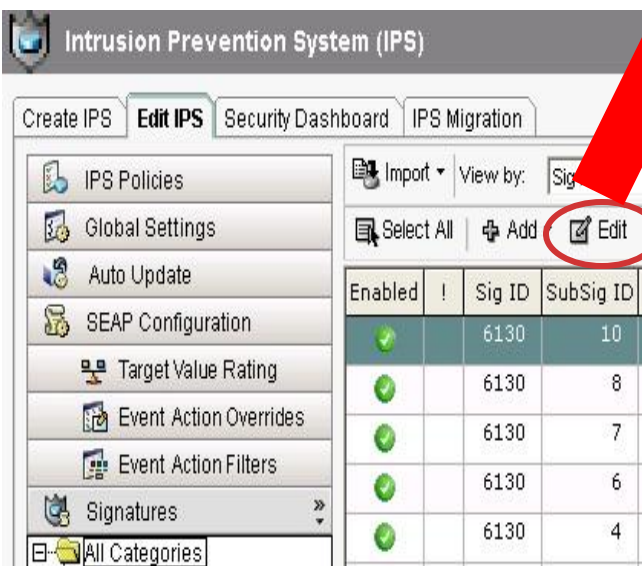 Intrusion Prevention System (IPS)
Create IPS Edit IPS Security Dashboard IPS Migration
IPS Policies
Global Settings
Auto Update
SEAP Configuration
Target Value Rating
Event Action Overrides
Event Action Filters
Signatures
All Categories
Import View by: Sig
Select All Add Edit
Enabled ! Sig ID SubSig ID
6130 10
6130 8
6130 7
6130 6
6130 4